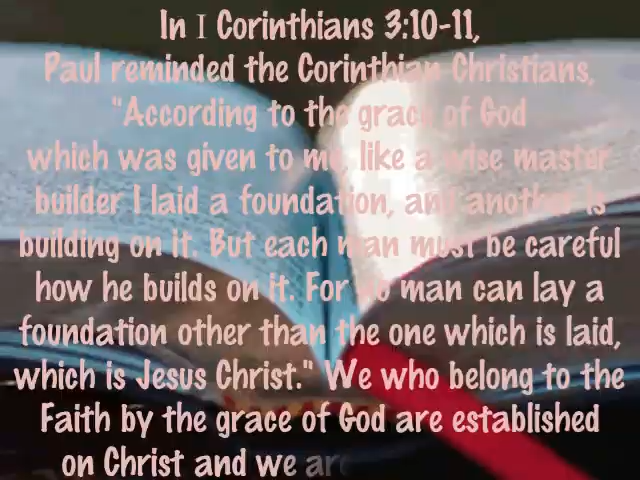 In I Corinthians 3:10-11,
Paul reminded the Corinthian Christians,
"According to the grace of God
which was given to me, like a wise master
builder I laid a foundation, and another is
building on it. But each man must be careful
how he builds on it. For no man can lay a
foundation other than the one which is laid,
which is Jesus Christ." We who belong to the
Faith by the grace of God are established
on Christ and we are